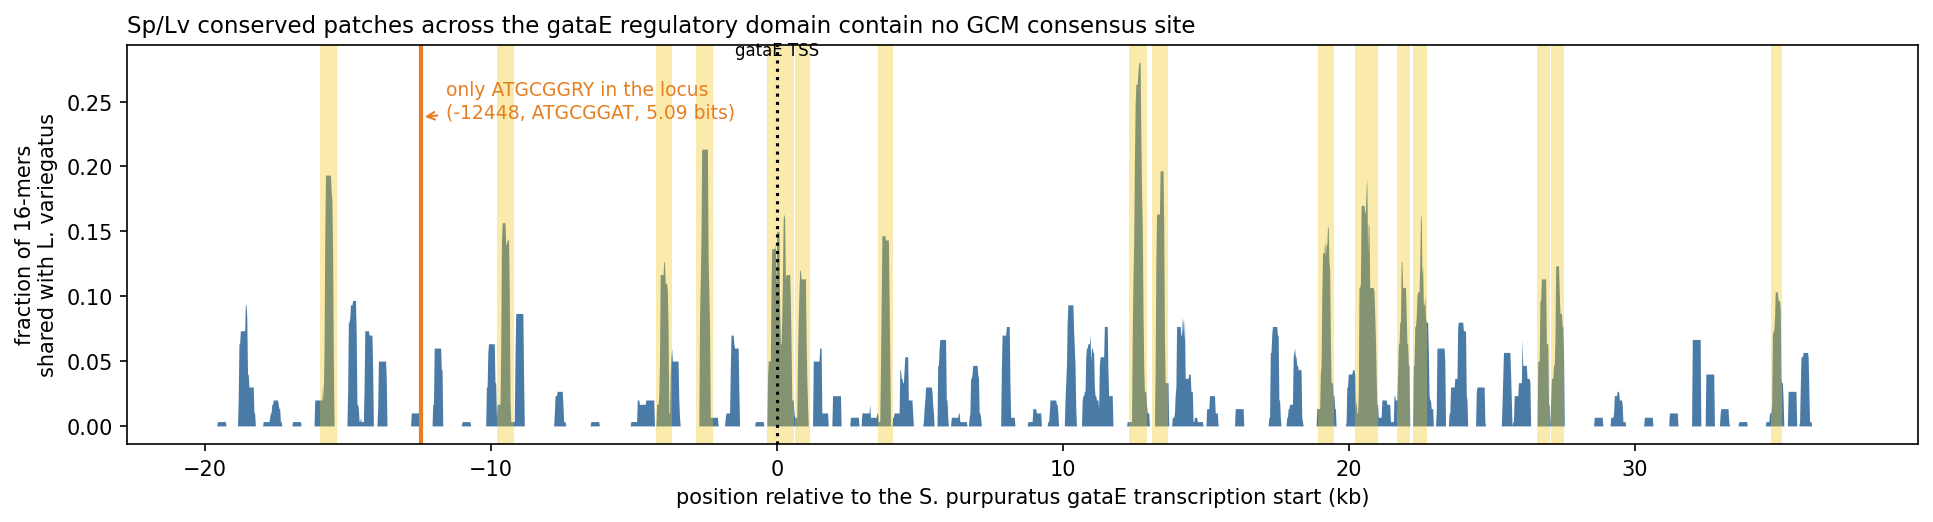 Sp/Lv conserved patches across the gataE regulatory domain contain no GCM consensus site
gataE TSS
only ATGCGGRY in the locus
(-12448, ATGCGGAT, 5.09 bits)
fraction of 16-mers
shared with L. variegatus
0.25
0.20
0.15
0.10
0.05
0.00
−20
−10
0
10
20
30
position relative to the S. purpuratus gataE transcription start (kb)